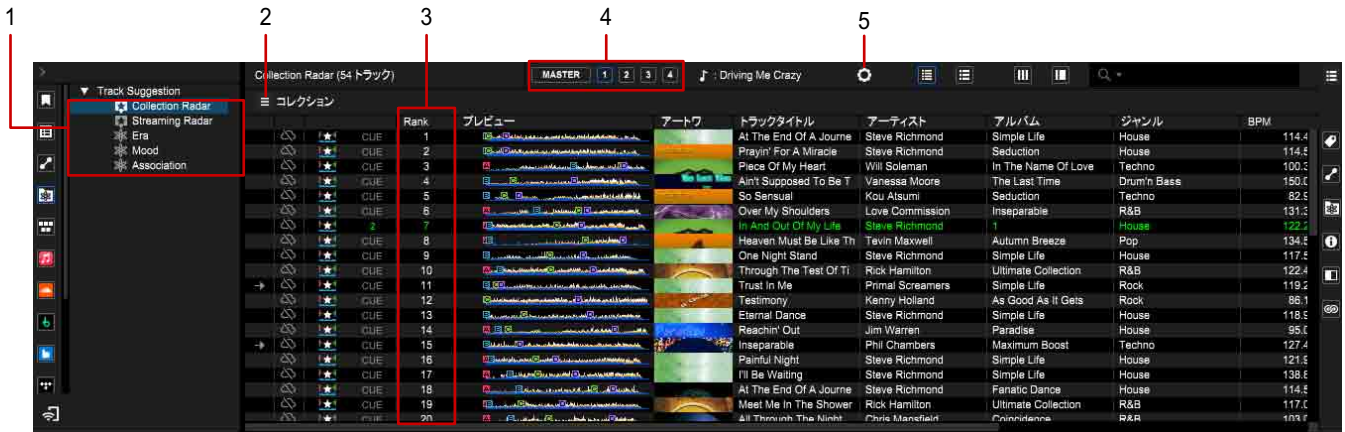 1 2 3 4 5
Collection Radar (54 トラック) MASTER 1 2 3 4 : Driving Me Crazy
Track Suggestion
Collection Radar
Streaming Radar
Era
Mood
Association
コレクション
Rank プレビュー アートワ トラックタイトル アーティスト アルバム ジャンル BPM
CUE 1 At The End Of A Journe Steve Richmond Simple Life House 114.4
CUE 2 Prayin' For A Miracle Steve Richmond Seduction House 114.5
CUE 3 Piece Of My Heart Will Soleman In The Name Of Love Techno 100.3
CUE 4 Ain't Supposed To Be T Vanessa Moore The Last Time Drum'n Bass 150.0
CUE 5 So Sensual Kou Atsumi Seduction Techno 82.9
CUE 6 Over My Shoulders Love Commission Inseparable R&B 131.3
2 7 In And Out Of My Life Steve Richmond 1 House 122.2
CUE 8 Heaven Must Be Like Th Tevin Maxwell Autumn Breeze Pop 134.5
CUE 9 One Night Stand Steve Richmond Simple Life House 117.5
CUE 10 Through The Test Of Ti Rick Hamilton Ultimate Collection R&B 122.4
CUE 11 Trust In Me Primal Screamers Simple Life Rock 119.2
CUE 12 Testimony Kenny Holland As Good As It Gets Rock 86.1
CUE 13 Eternal Dance Steve Richmond Simple Life House 118.9
CUE 14 Reachin' Out Jim Warren Paradise House 95.0
CUE 15 Inseparable Phil Chambers Maximum Boost Techno 127.4
CUE 16 Painful Night Steve Richmond Simple Life House 121.9
CUE 17 I'll Be Waiting Steve Richmond Simple Life House 138.8
CUE 18 At The End Of A Journe Steve Richmond Fanatic Dance House 114.5
CUE 19 Meet Me In The Shower Rick Hamilton Ultimate Collection R&B 117.0
CUE 20 All Through The Night Chris Mansfield Coincidence R&B 103.0